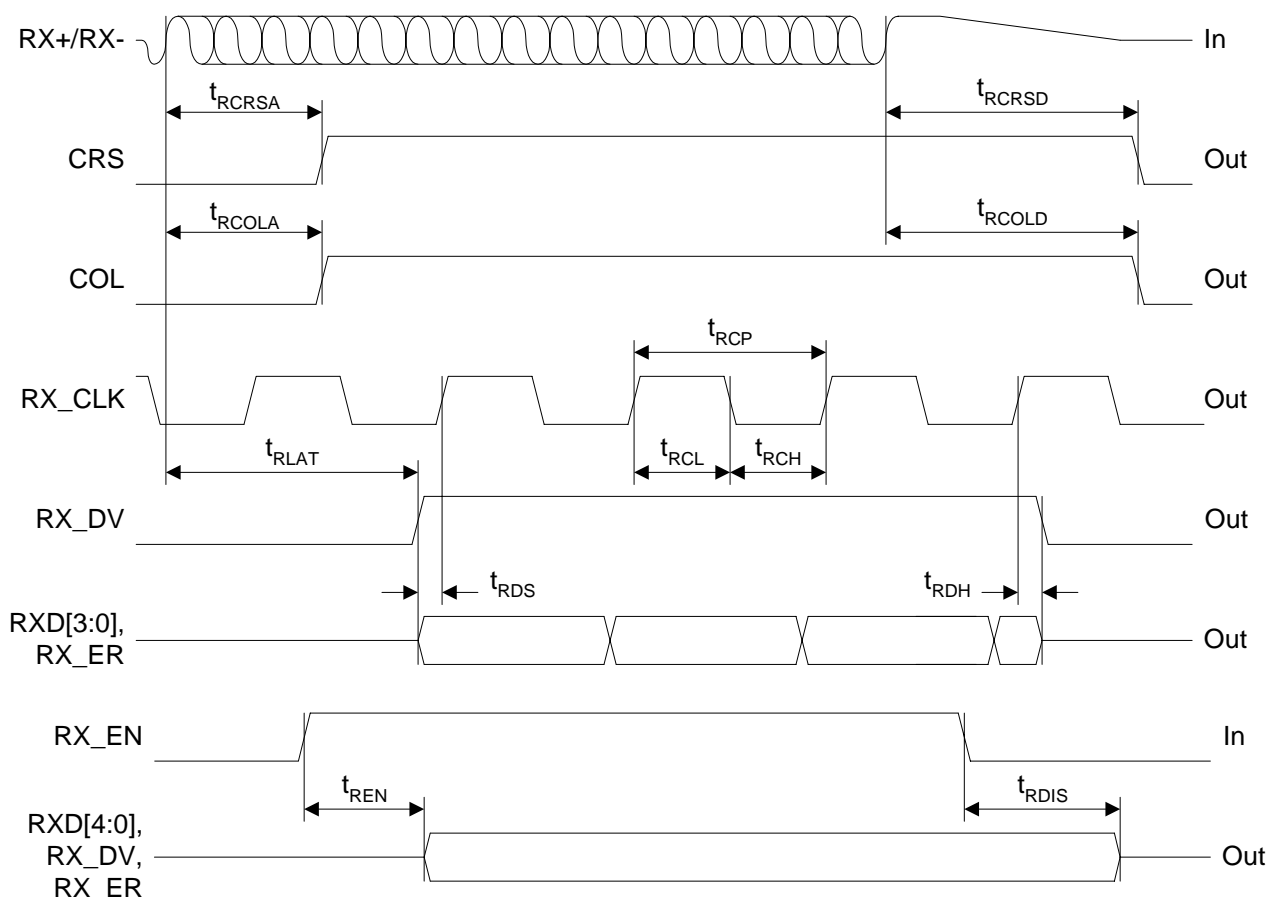 RX+/RX-
In
tRCRSA
tRCRSD
CRS
Out
tRCOLA
tRCOLD
COL
Out
tRCP
RX_CLK
Out
tRLAT
tRCL
tRCH
RX_DV
Out
tRDS
tRDH
RXD[3:0],
RX_ER
Out
RX_EN
In
tREN
tRDIS
RXD[4:0],
RX_DV,
RX_ER
Out